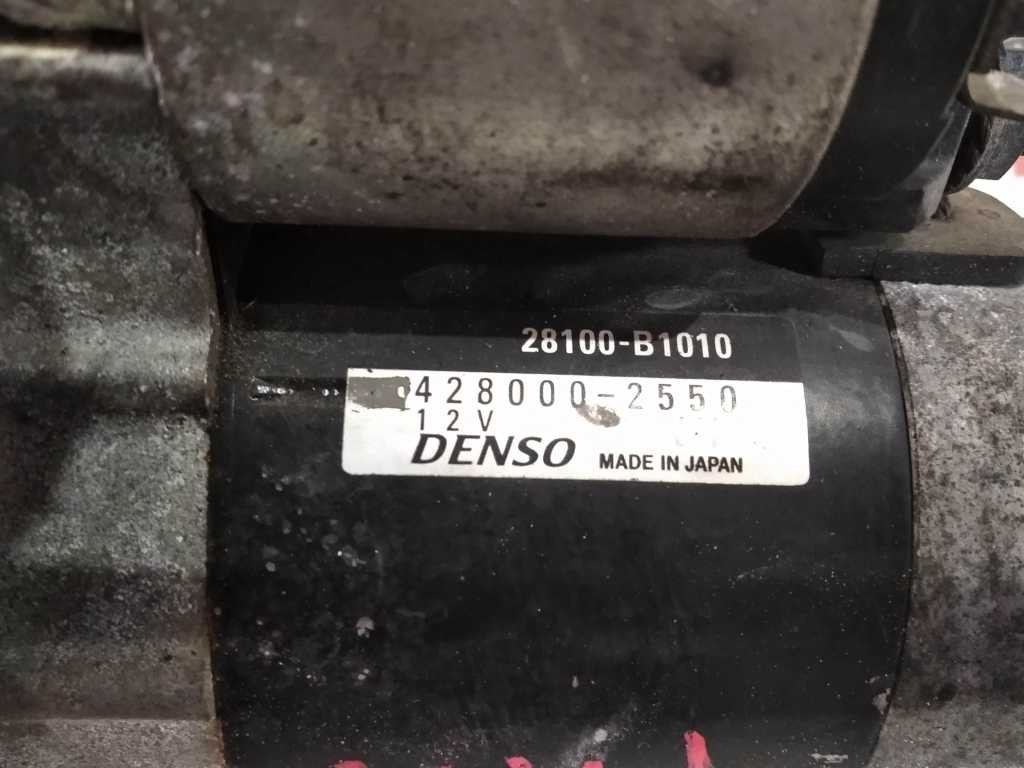 28100-B1010
428000-2550
12V
DENSO MADE IN JAPAN